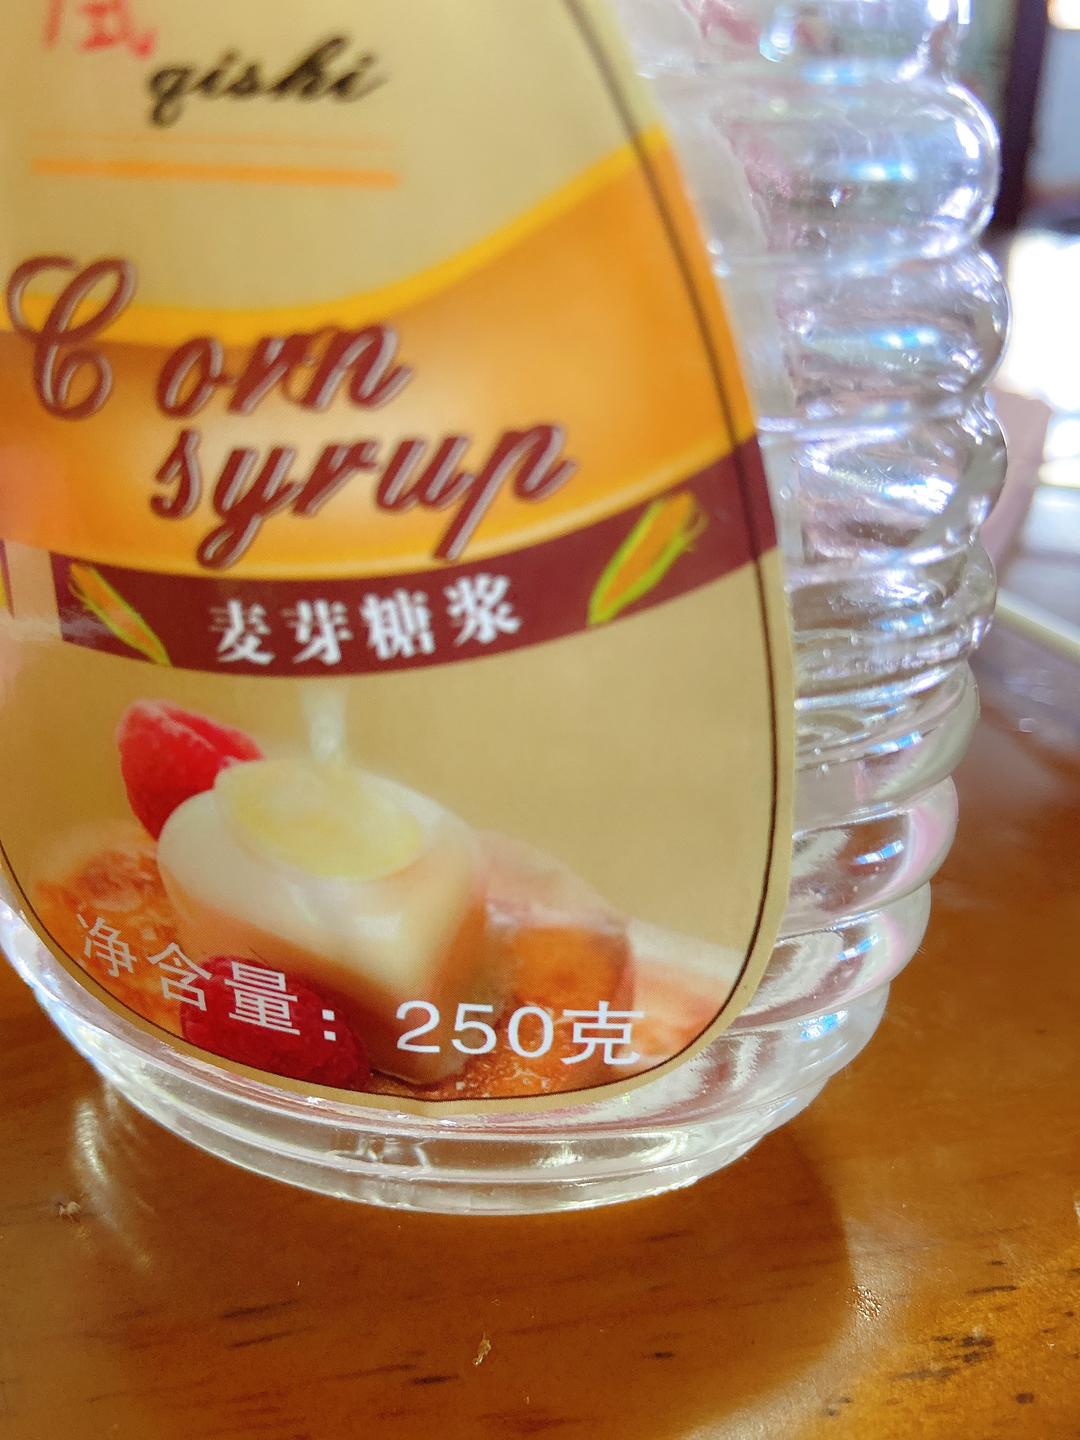 qishi
Corn
syrup
麦芽糖浆
净含量：250克